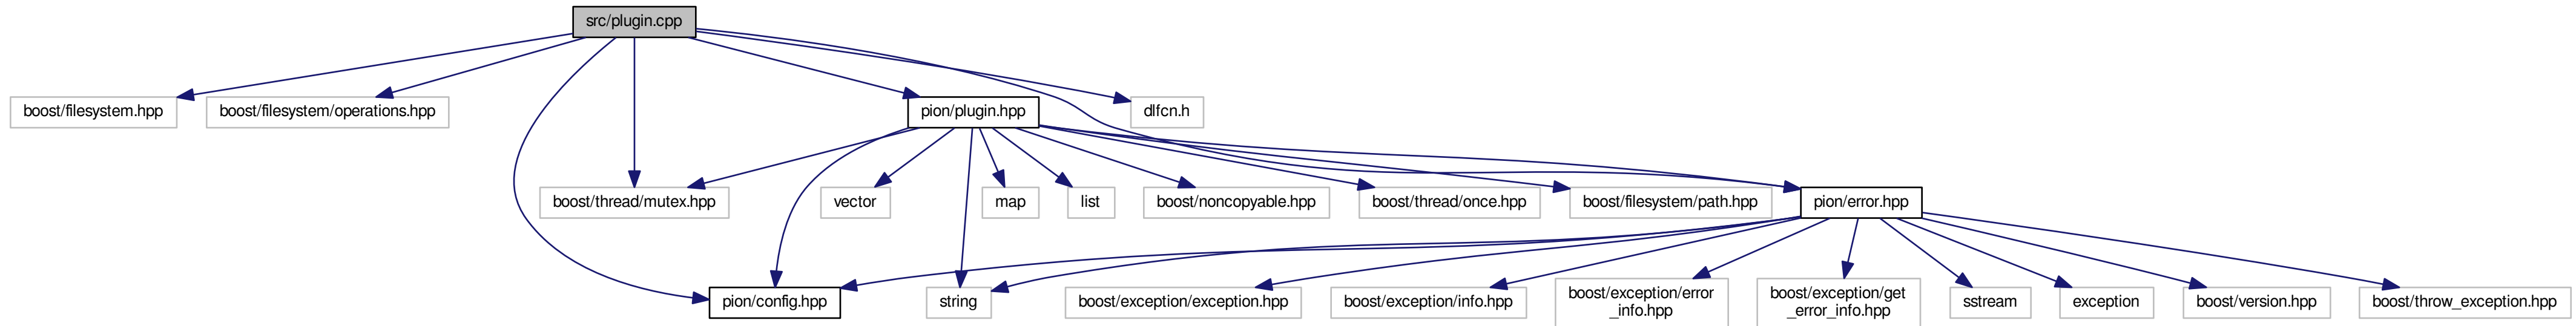 src/plugin.cpp
boost/filesystem.hpp
boost/filesystem/operations.hpp
pion/plugin.hpp
dlfcn.h
boost/thread/mutex.hpp
vector
map
list
boost/noncopyable.hpp
boost/thread/once.hpp
boost/filesystem/path.hpp
pion/error.hpp
pion/config.hpp
string
boost/exception/exception.hpp
boost/exception/info.hpp
boost/exception/error
_info.hpp
boost/exception/get
_error_info.hpp
sstream
exception
boost/version.hpp
boost/throw_exception.hpp